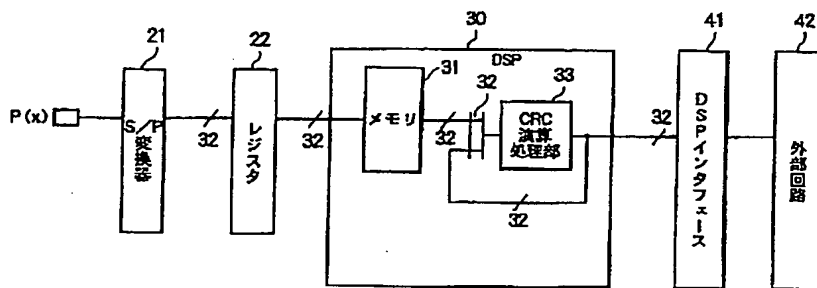 30
DSP
21
22
31
32
33
41
42
P(x)
S/P変換器
32
レジスタ
32
メモリ
32
CRC
演算
処理部
32
32
DSPインタフェース
外部回路